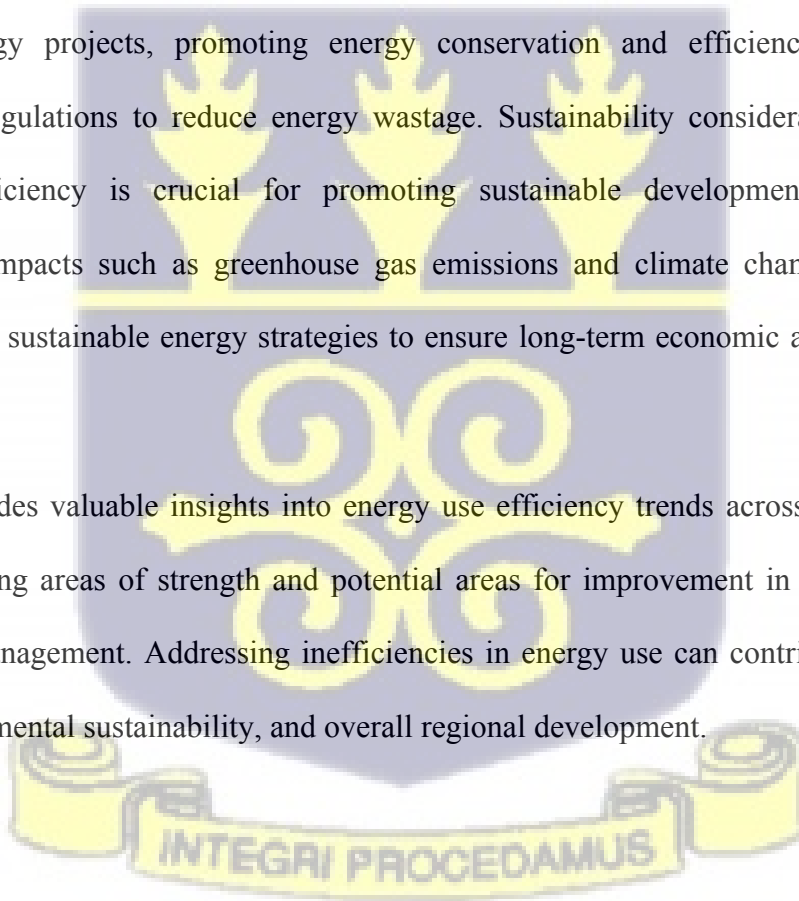 gy projects, promoting energy conservation and efficienc
gulations to reduce energy wastage. Sustainability considera
iciency is crucial for promoting sustainable developmen
mpacts such as greenhouse gas emissions and climate chan
sustainable energy strategies to ensure long-term economic a
des valuable insights into energy use efficiency trends across
ng areas of strength and potential areas for improvement in
nagement. Addressing inefficiencies in energy use can contri
mental sustainability, and overall regional development.
INTEGRI PROCEDAMUS